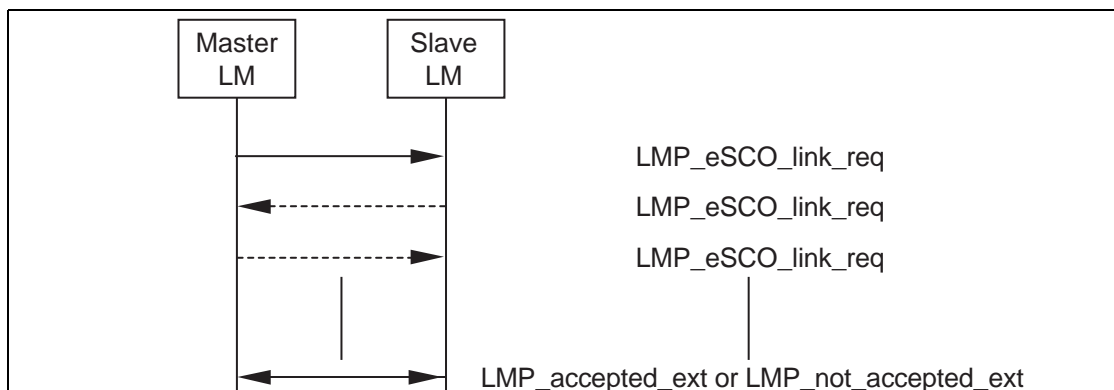 Master
LM
Slave
LM
LMP_eSCO_link_req
LMP_eSCO_link_req
LMP_eSCO_link_req
LMP_accepted_ext or LMP_not_accepted_ext